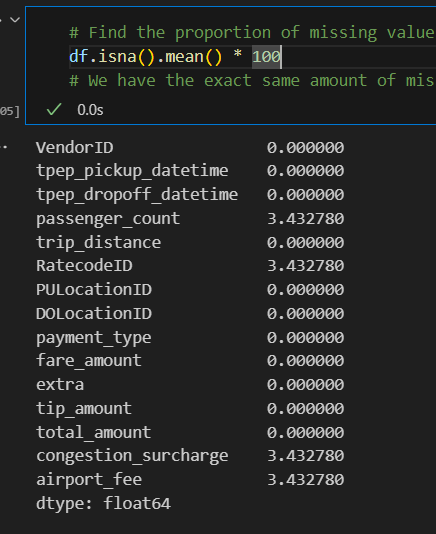 # Find the proportion of missing value
df.isna().mean() * 100
# We have the exact same amount of mis
05]
0.0s
VendorID 0.000000
tpep_pickup_datetime 0.000000
tpep_dropoff_datetime 0.000000
passenger_count 3.432780
trip_distance 0.000000
RatecodeID 3.432780
PULocationID 0.000000
DOLocationID 0.000000
payment_type 0.000000
fare_amount 0.000000
extra 0.000000
tip_amount 0.000000
total_amount 0.000000
congestion_surcharge 3.432780
airport_fee 3.432780
dtype: float64